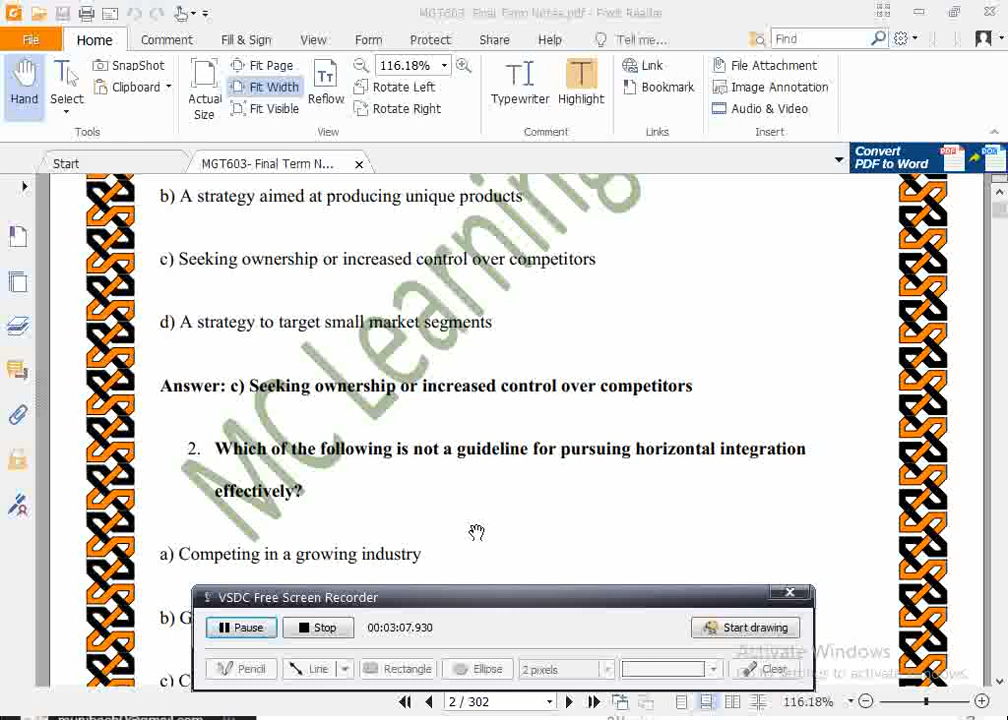 MGT603_Final Term Notes.pdf - Foxit Reader
File
Home
Comment
Fill & Sign
View
Form
Protect
Share
Help
Tell me...
Find
Hand
Select
SnapShot
Clipboard
Tools
Actual Size
Fit Page
Fit Width
Fit Visible
Reflow
116.18%
Rotate Left
Rotate Right
View
Typewriter
Highlight
Comment
Link
Bookmark
Links
File Attachment
Image Annotation
Audio & Video
Insert
Start
MGT603- Final Term N...
Convert
PDF to Word
b) A strategy aimed at producing unique products
c) Seeking ownership or increased control over competitors
d) A strategy to target small market segments
Answer: c) Seeking ownership or increased control over competitors
2. Which of the following is not a guideline for pursuing horizontal integration
effectively?
a) Competing in a growing industry
b) G
c) C
MC Learning
VSDC Free Screen Recorder
Pause
Stop
00:03:07.930
Start drawing
Pencil
Line
Rectangle
Ellipse
2 pixels
Clear
Activate Windows
to Settings to activate Windows.
2 / 302
116.18%